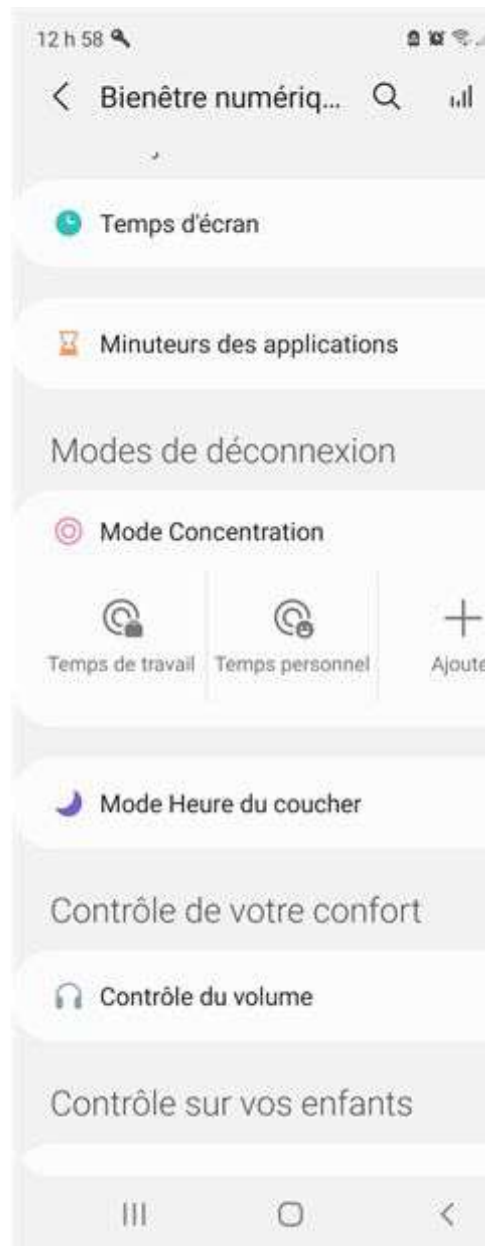 12 h 58
Bienêtre numériq...
Temps d'écran
Minuteurs des applications
Modes de déconnexion
Mode Concentration
Temps de travail
Temps personnel
Ajoute
Mode Heure du coucher
Contrôle de votre confort
Contrôle du volume
Contrôle sur vos enfants